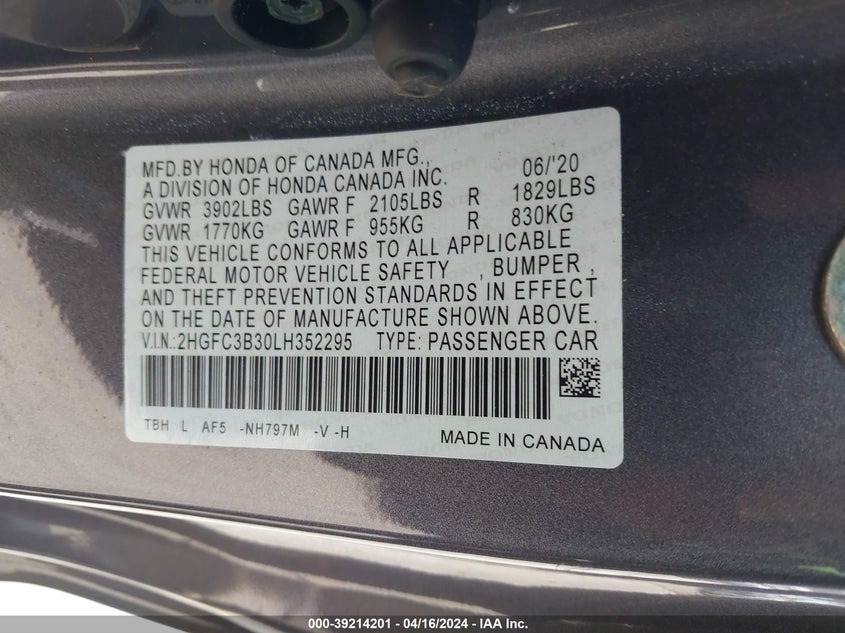 MFD.BY HONDA OF CANADA MFG., 06/'20
A DIVISION OF HONDA CANADA INC.
GVWR 3902LBS GAWR F 2105LBS R 1829LBS
GVWR 1770KG GAWR F 955KG R 830KG
THIS VEHICLE CONFORMS TO ALL APPLICABLE
FEDERAL MOTOR VEHICLE SAFETY , BUMPER ,
AND THEFT PREVENTION STANDARDS IN EFFECT
ON THE DATE OF MANUFACTURE SHOWN ABOVE.
V.I.N.:2HGFC3B30LH352295 TYPE: PASSENGER CAR
TBH L AF5 -NH797M -V -H
MADE IN CANADA
000-39214201 - 04/16/2024 - IAA Inc.